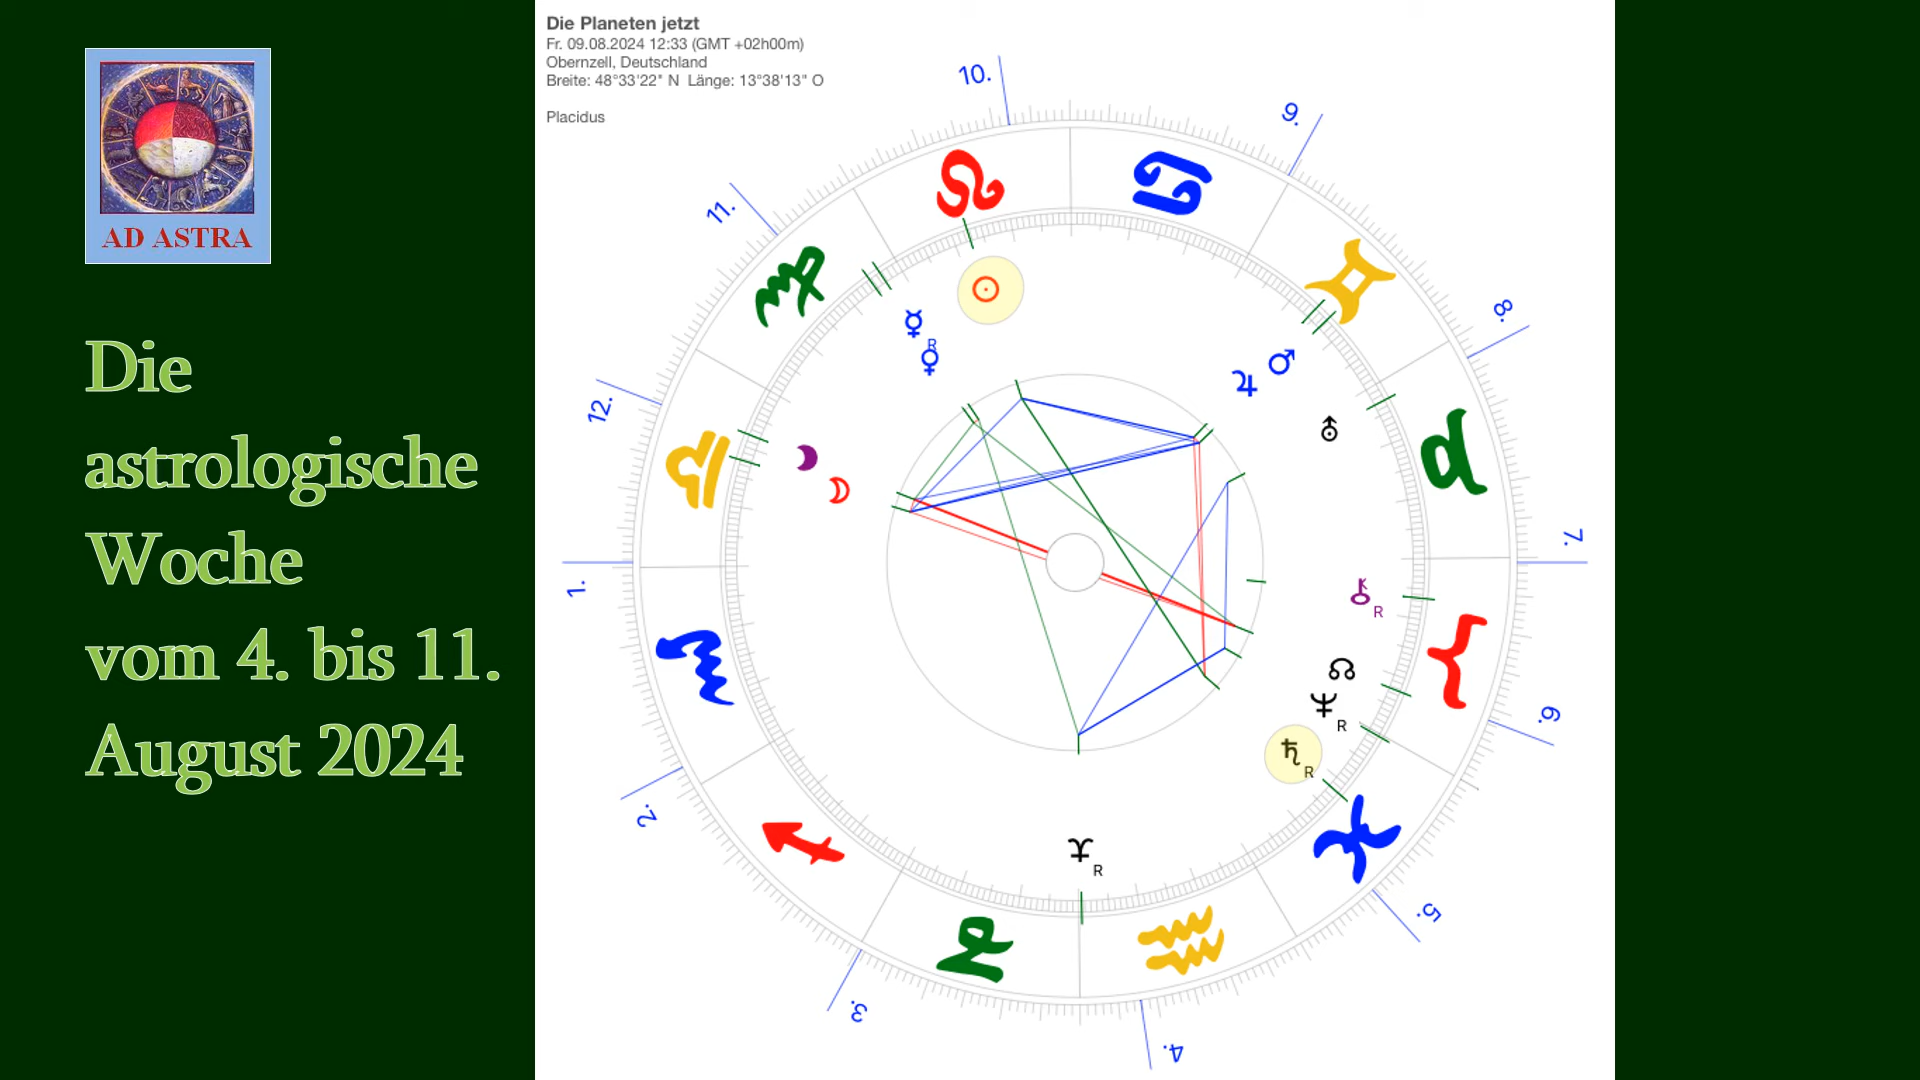 AD ASTRA
Die
astrologische
Woche
vom 4. bis 11.
August 2024
Die Planeten jetzt
Fr. 09.08.2024 12:33 (GMT +02h00m)
Obernzell, Deutschland
Breite: 48°33'22" N  Länge: 13°38'13" O
Placidus
10.
9.
11.
8.
12.
R
7.
1.
R
6.
R
R
2.
R
5.
3.
4.